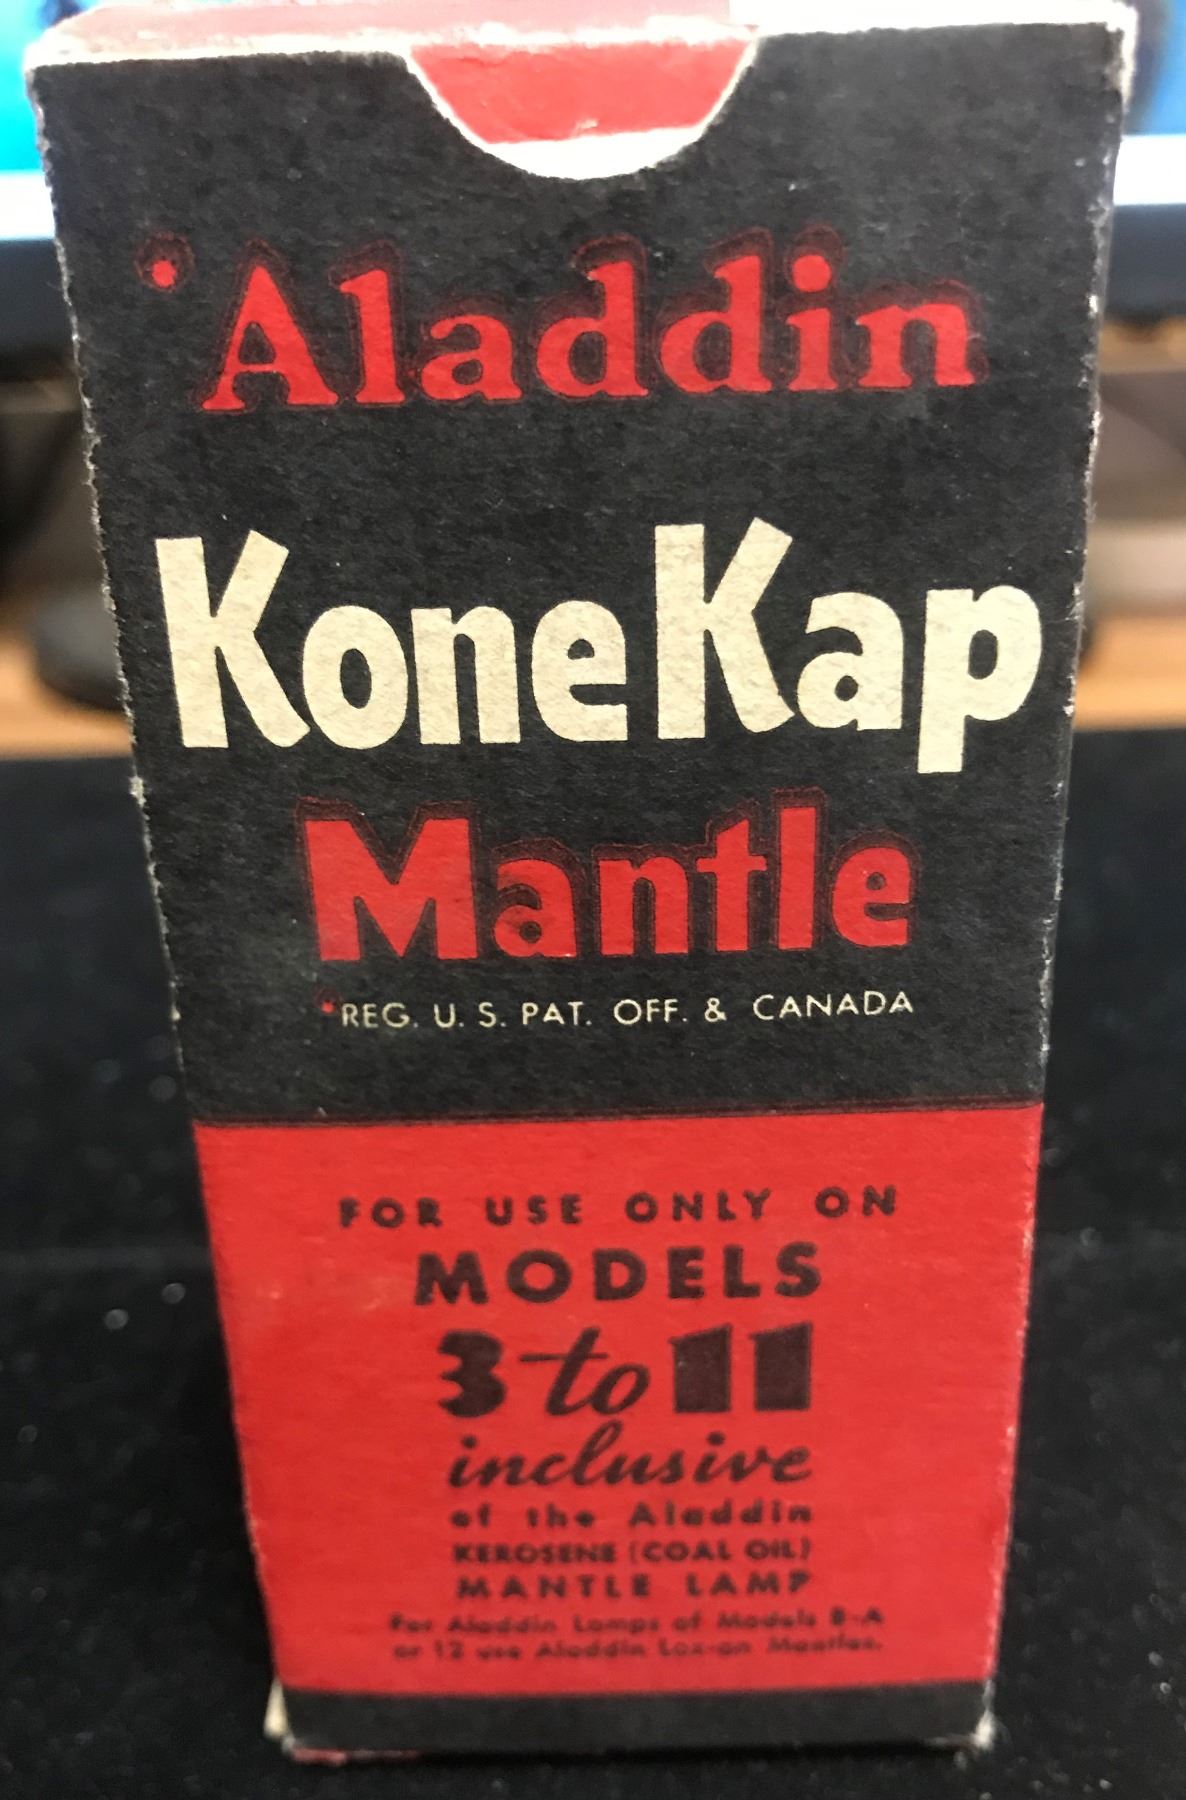 *Aladdin
KoneKap
Mantle
*REG. U. S. PAT. OFF. & CANADA
FOR USE ONLY ON
MODELS
3 to 11
inclusive
of the Aladdin
KEROSENE (COAL OIL)
MANTLE LAMP
For Aladdin Lamps of Models B-A
or 12 use Aladdin Lox-on Mantles.